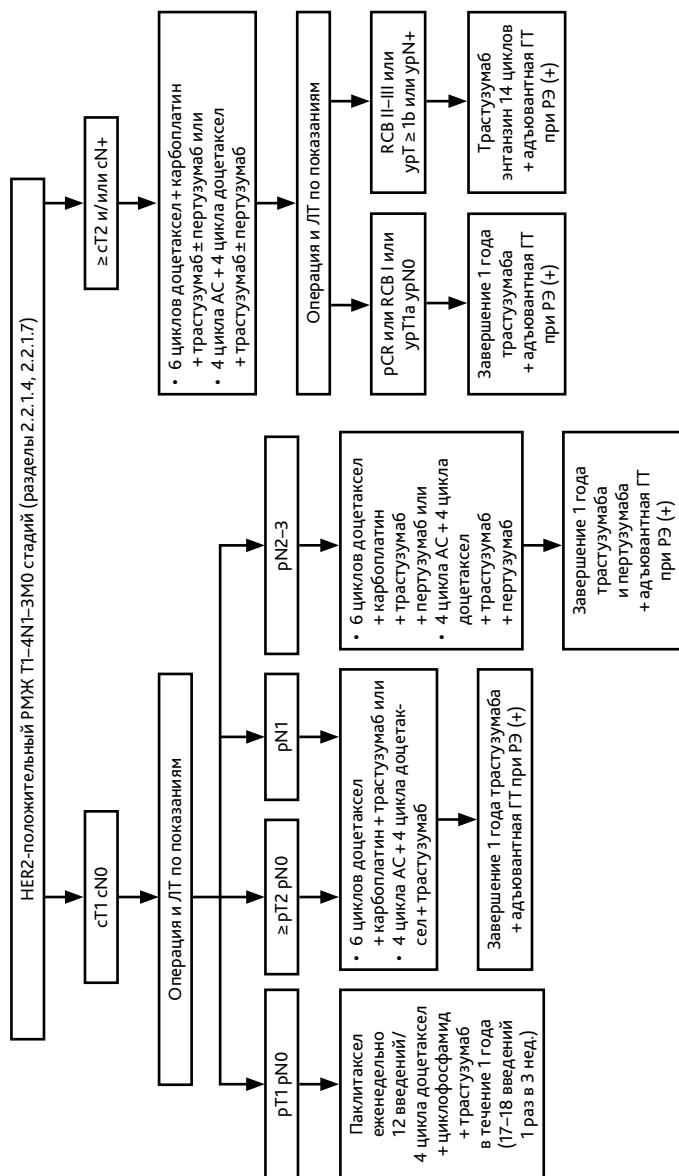 HER2-положительный РМЖ T1–4N1–3M0 стадий (разделы 2.2.1.4, 2.2.1.7)
cT1 cN0
Операция и ЛТ по показаниям
pT1 pN0
Паклитаксел
еженедельно
12 введений/
4 цикла доцетаксел
+ циклофосфамид
+ трастузумаб
в течение 1 года
(17–18 введений
1 раз в 3 нед.)
≥ pT2 pN0
pN1
• 6 циклов доцетаксел
+ карбоплатин + трастузумаб или
• 4 цикла АС + 4 цикла доцетак-
сел + трастузумаб
Завершение 1 года трастузумаба
+ адъювантная ГТ при РЭ (+)
pN2–3
• 6 циклов доцетаксел
+ карбоплатин
+ трастузумаб
+ пертузумаб или
• 4 цикла АС + 4 цикла
доцетаксел
+ трастузумаб
+ пертузумаб
Завершение 1 года
трастузумаба
и пертузумаба
+ адъювантная ГТ
при РЭ (+)
≥ cT2 и/или cN+
• 6 циклов доцетаксел + карбоплатин
+ трастузумаб ± пертузумаб или
• 4 цикла АС + 4 цикла доцетаксел
+ трастузумаб ± пертузумаб
Операция и ЛТ по показаниям
pCR или RCB I или
ypT1a ypN0
Завершение 1 года
трастузумаба
+ адъювантная ГТ
при РЭ (+)
RCB II–III или
ypT ≥ 1b или ypN+
Трастузумаб
энтанзин 14 циклов
+ адъювантная ГТ
при РЭ (+)